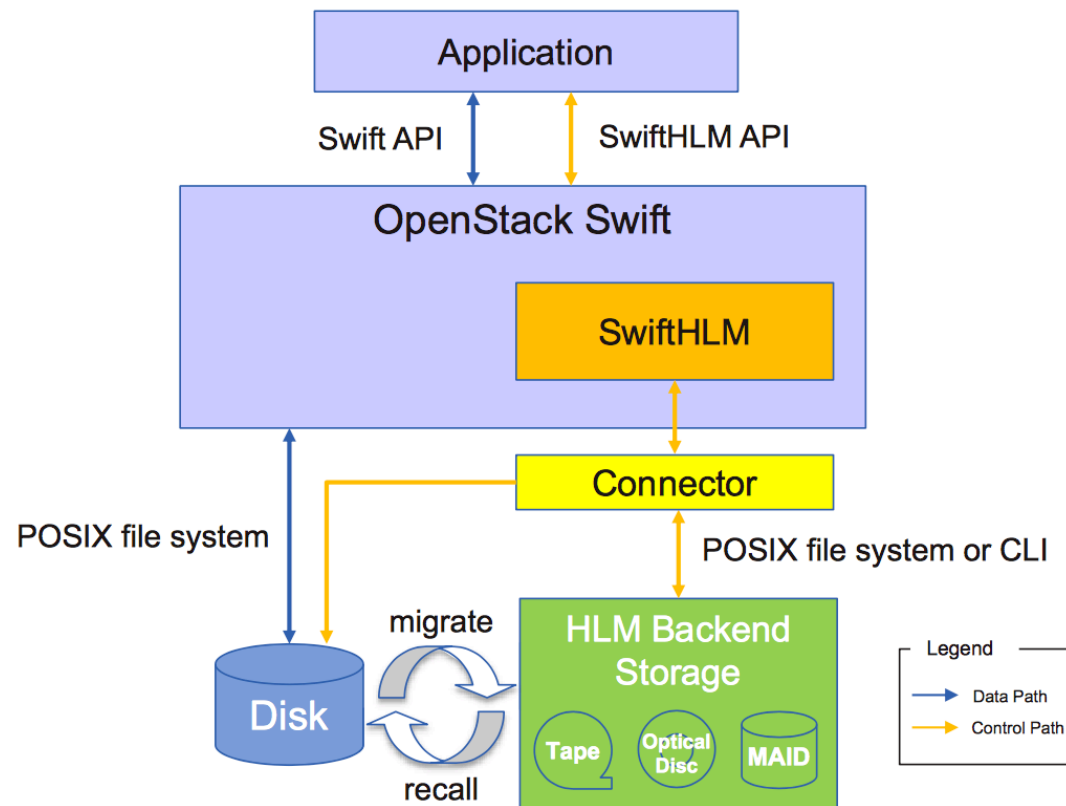 Application
Swift API
SwiftHLM API
OpenStack Swift
SwiftHLM
Connector
POSIX file system
POSIX file system or CLI
migrate
HLM Backend
Storage
Disk
Tape
Optical
Disc
MAID
recall
Legend
Data Path
Control Path